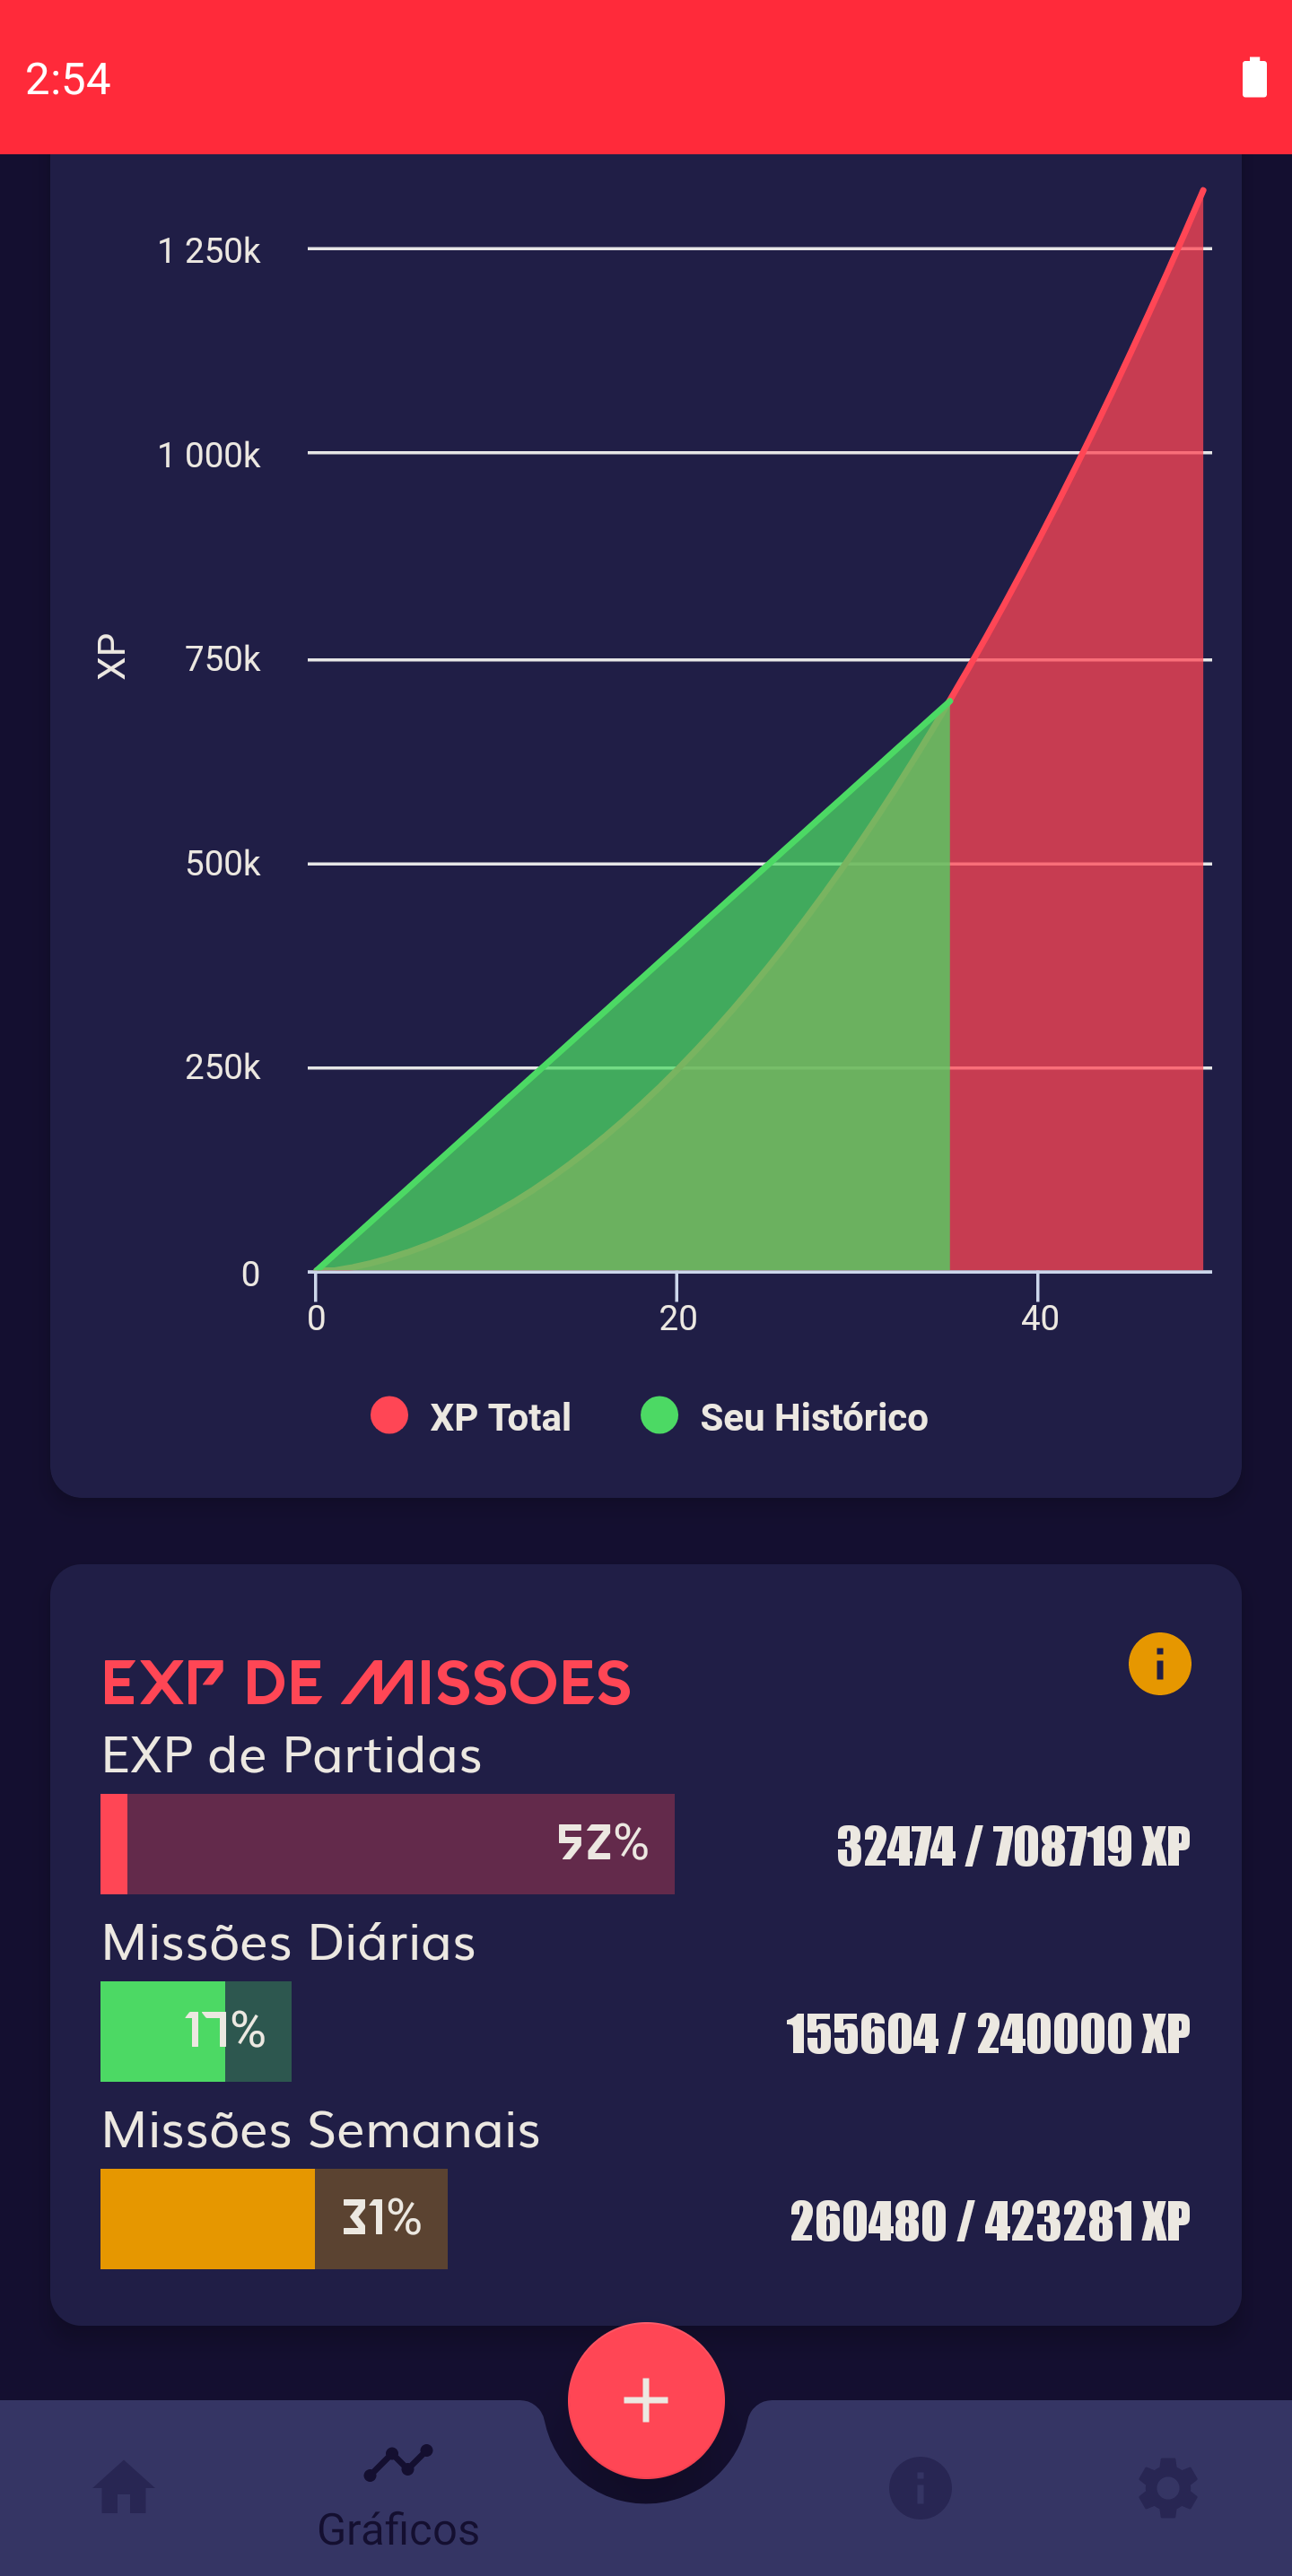 2:54
1 250k
1 000k
750k
500k
250k
0
XP
0 20 40
XP Total Seu Histórico
EXP DE MISSOES
EXP de Partidas
52% 32474 / 708719 XP
Missões Diárias
17% 155604 / 240000 XP
Missões Semanais
31% 260480 / 423281 XP
Gráficos